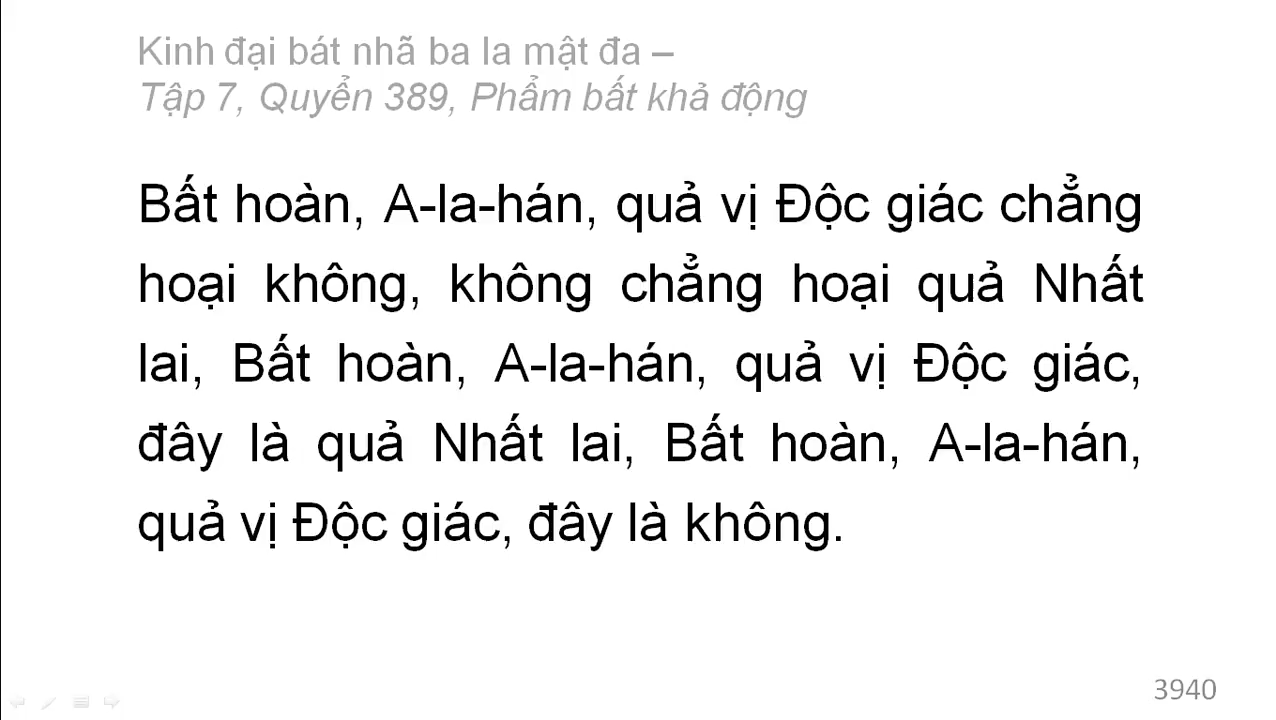 Kinh đại bát nhã ba la mật đa –
Tập 7, Quyển 389, Phẩm bất khả động
Bất hoàn, A-la-hán, quả vị Độc giác chẳng
hoại không, không chẳng hoại quả Nhất
lai, Bất hoàn, A-la-hán, quả vị Độc giác,
đây là quả Nhất lai, Bất hoàn, A-la-hán,
quả vị Độc giác, đây là không.
3940